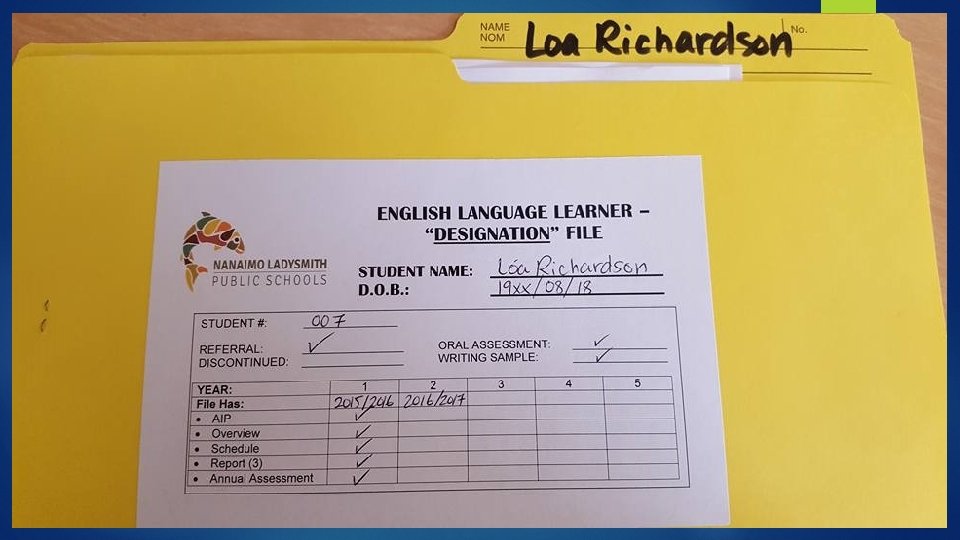 NAME
NOM
Loa Richardson
No.
ENGLISH LANGUAGE LEARNER –
“DESIGNATION” FILE
NANAIMO LADYSMITH
PUBLIC SCHOOLS
STUDENT NAME: Lóa Richardson
D.O.B.: 19xx/08/18
STUDENT #: 007
REFERRAL: ✓ ORAL ASSESSMENT: ✓
DISCONTINUED: WRITING SAMPLE: ✓
YEAR: 1 2 3 4 5
File Has: 2015/2016 2016/2017
• AIP ✓
• Overview ✓
• Schedule ✓
• Report (3) ✓
• Annual Assessment ✓